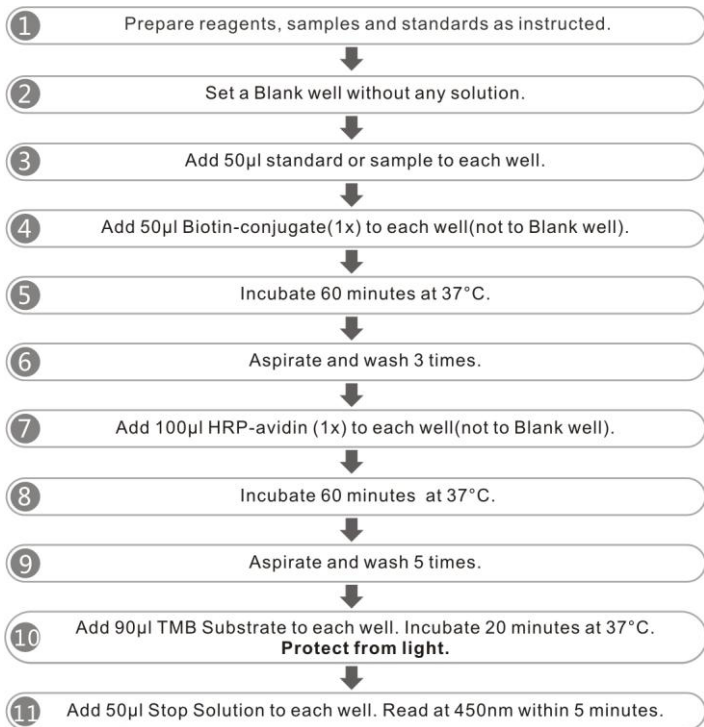 1 Prepare reagents, samples and standards as instructed.
2 Set a Blank well without any solution.
3 Add 50µl standard or sample to each well.
4 Add 50µl Biotin-conjugate(1x) to each well(not to Blank well).
5 Incubate 60 minutes at 37°C.
6 Aspirate and wash 3 times.
7 Add 100µl HRP-avidin (1x) to each well(not to Blank well).
8 Incubate 60 minutes at 37°C.
9 Aspirate and wash 5 times.
10 Add 90µl TMB Substrate to each well. Incubate 20 minutes at 37°C.
Protect from light.
11 Add 50µl Stop Solution to each well. Read at 450nm within 5 minutes.